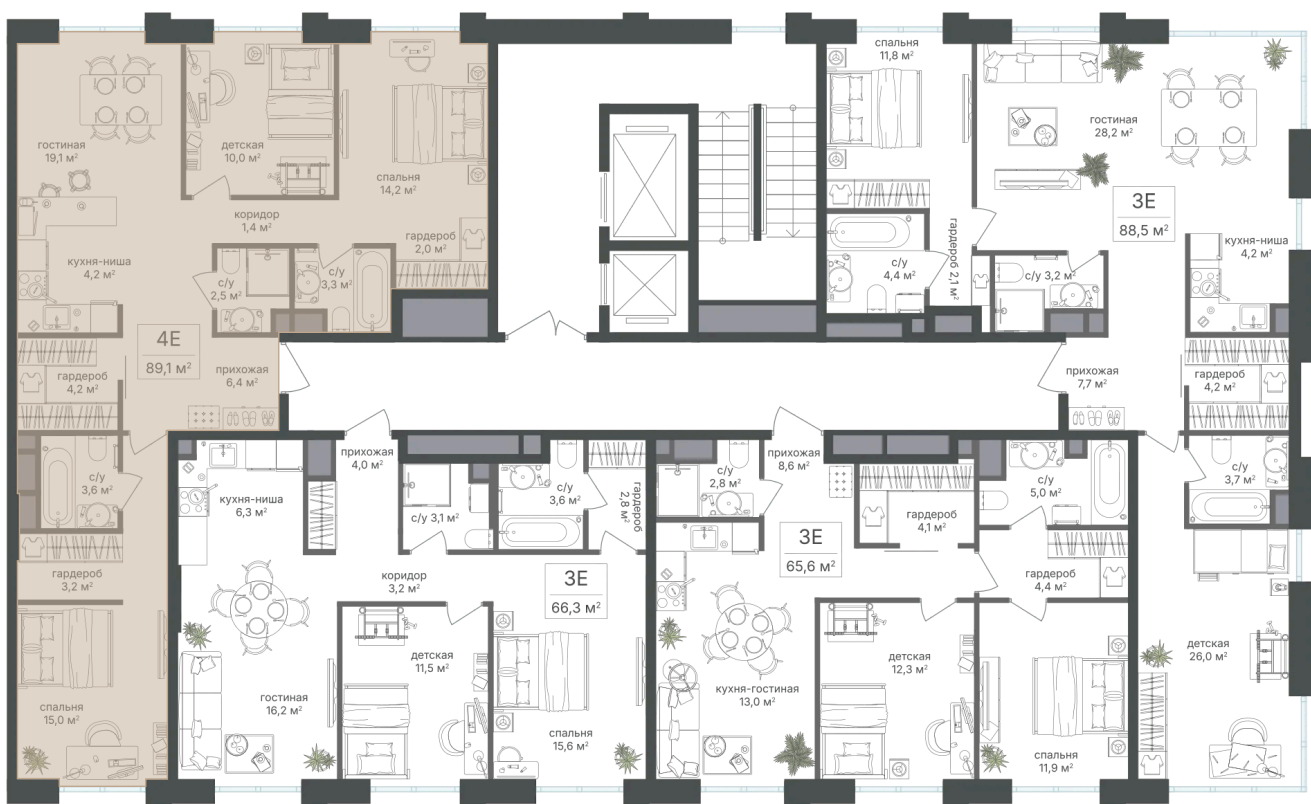 гостиная
19,1 м²
детская
10,0 м²
спальня
14,2 м²
коридор
1,4 м²
гардероб
2,0 м²
кухня-ниша
4,2 м²
с/у
2,5 м²
с/у
3,3 м²
4Е
89,1 м²
гардероб
4,2 м²
прихожая
6,4 м²
с/у
3,6 м²
гардероб
3,2 м²
спальня
15,0 м²
прихожая
4,0 м²
кухня-ниша
6,3 м²
с/у 3,1 м²
с/у
3,6 м²
гардероб
2,8 м²
коридор
3,2 м²
3Е
66,3 м²
детская
11,5 м²
гостиная
16,2 м²
спальня
15,6 м²
с/у
2,8 м²
прихожая
8,6 м²
3Е
65,6 м²
гардероб
4,1 м²
с/у
5,0 м²
гардероб
4,4 м²
кухня-гостиная
13,0 м²
детская
12,3 м²
спальня
11,9 м²
спальня
11,8 м²
гостиная
28,2 м²
3Е
88,5 м²
с/у
4,4 м²
гардероб 2,1 м²
с/у 3,2 м²
кухня-ниша
4,2 м²
прихожая
7,7 м²
гардероб
4,2 м²
с/у
3,7 м²
детская
26,0 м²